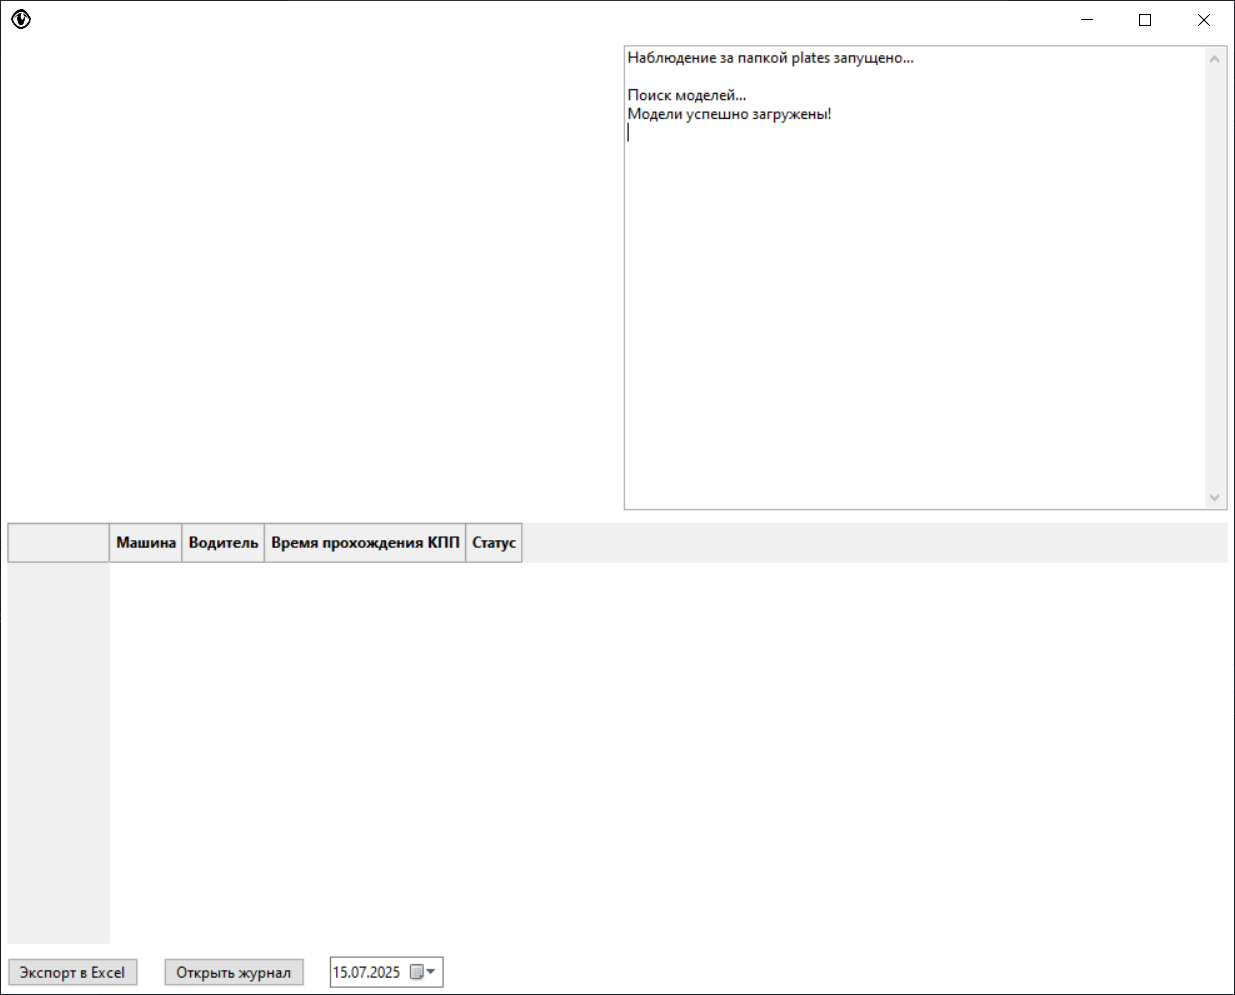 Наблюдение за папкой plates запущено...
Поиск моделей...
Модели успешно загружены!
Машина Водитель Время прохождения КПП Статус
Экспорт в Excel Открыть журнал 15.07.2025